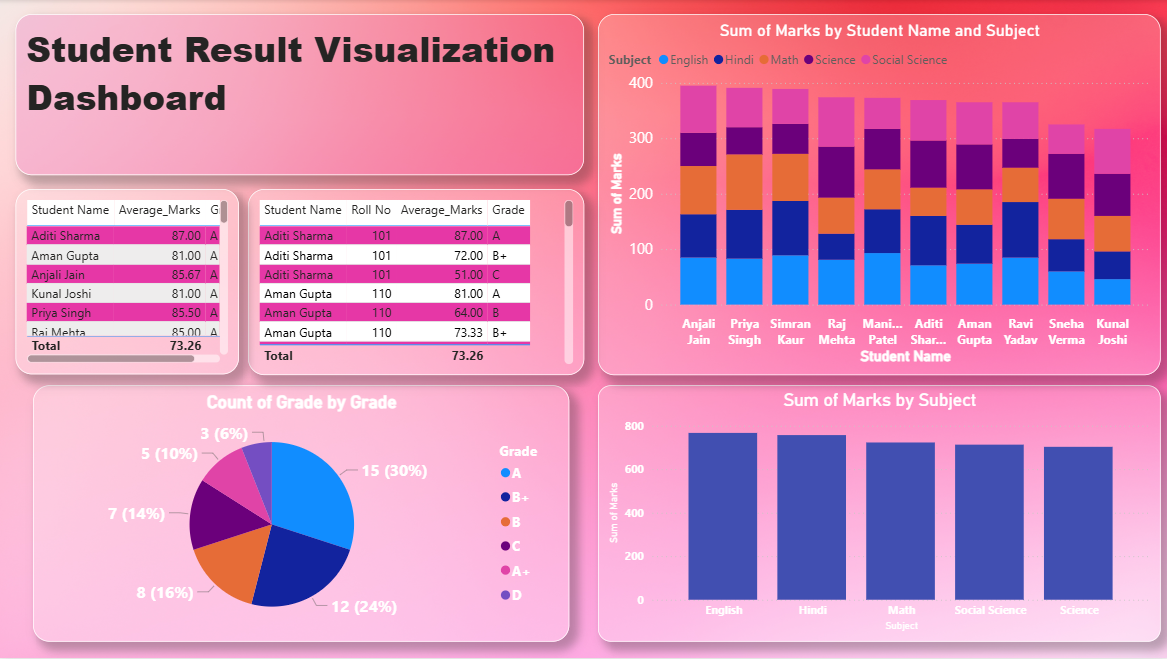 Student Result Visualization
Dashboard
Sum of Marks by Student Name and Subject
Subject English Hindi Math Science Social Science
400
300
200
100
0
Sum of Marks
Anjali Jain
Priya Singh
Simran Kaur
Raj Mehta
Mani... Patel
Aditi Shar...
Aman Gupta
Ravi Yadav
Sneha Verma
Kunal Joshi
Student Name
Student Name Average_Marks G
Aditi Sharma 87.00 A
Aman Gupta 81.00 A
Anjali Jain 85.67 A
Kunal Joshi 81.00 A
Priya Singh 85.50 A
Raj Mehta 85.00 A
Total 73.26
Student Name Roll No Average_Marks Grade
Aditi Sharma 101 87.00 A
Aditi Sharma 101 72.00 B+
Aditi Sharma 101 51.00 C
Aman Gupta 110 81.00 A
Aman Gupta 110 64.00 B
Aman Gupta 110 73.33 B+
Total 73.26
Count of Grade by Grade
3 (6%)
5 (10%)
15 (30%)
7 (14%)
8 (16%)
12 (24%)
Grade
A
B+
B
C
A+
D
Sum of Marks by Subject
800
600
400
200
0
Sum of Marks
English Hindi Math Social Science Science
Subject